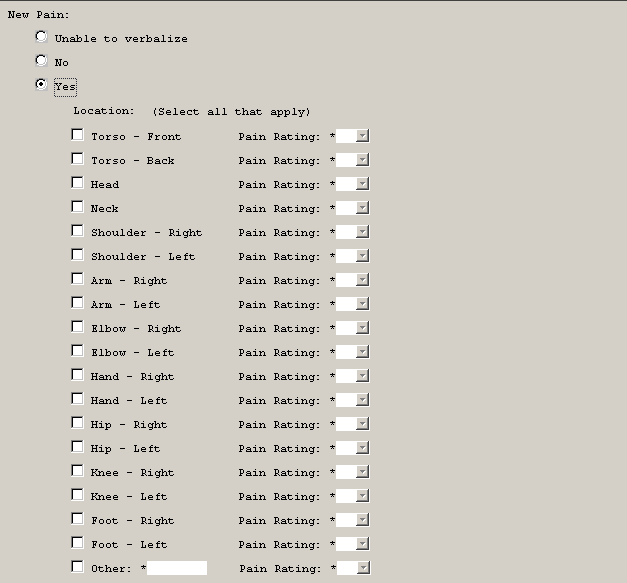 New Pain:
Unable to verbalize
No
Yes
Location: (Select all that apply)
Torso - Front Pain Rating: *
Torso - Back Pain Rating: *
Head Pain Rating: *
Neck Pain Rating: *
Shoulder - Right Pain Rating: *
Shoulder - Left Pain Rating: *
Arm - Right Pain Rating: *
Arm - Left Pain Rating: *
Elbow - Right Pain Rating: *
Elbow - Left Pain Rating: *
Hand - Right Pain Rating: *
Hand - Left Pain Rating: *
Hip - Right Pain Rating: *
Hip - Left Pain Rating: *
Knee - Right Pain Rating: *
Knee - Left Pain Rating: *
Foot - Right Pain Rating: *
Foot - Left Pain Rating: *
Other: * Pain Rating: *